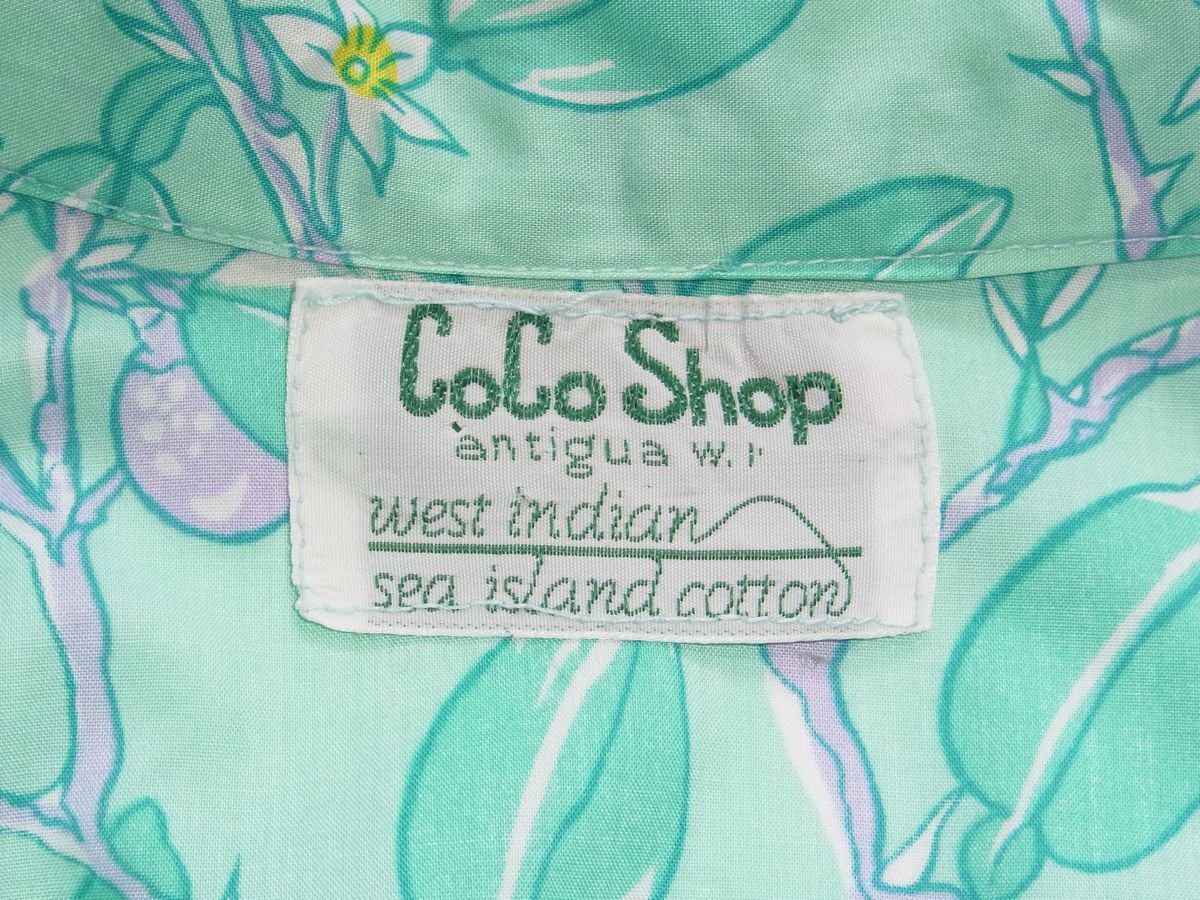 CoCo Shop
antigua w.i
west indian
sea island cotton